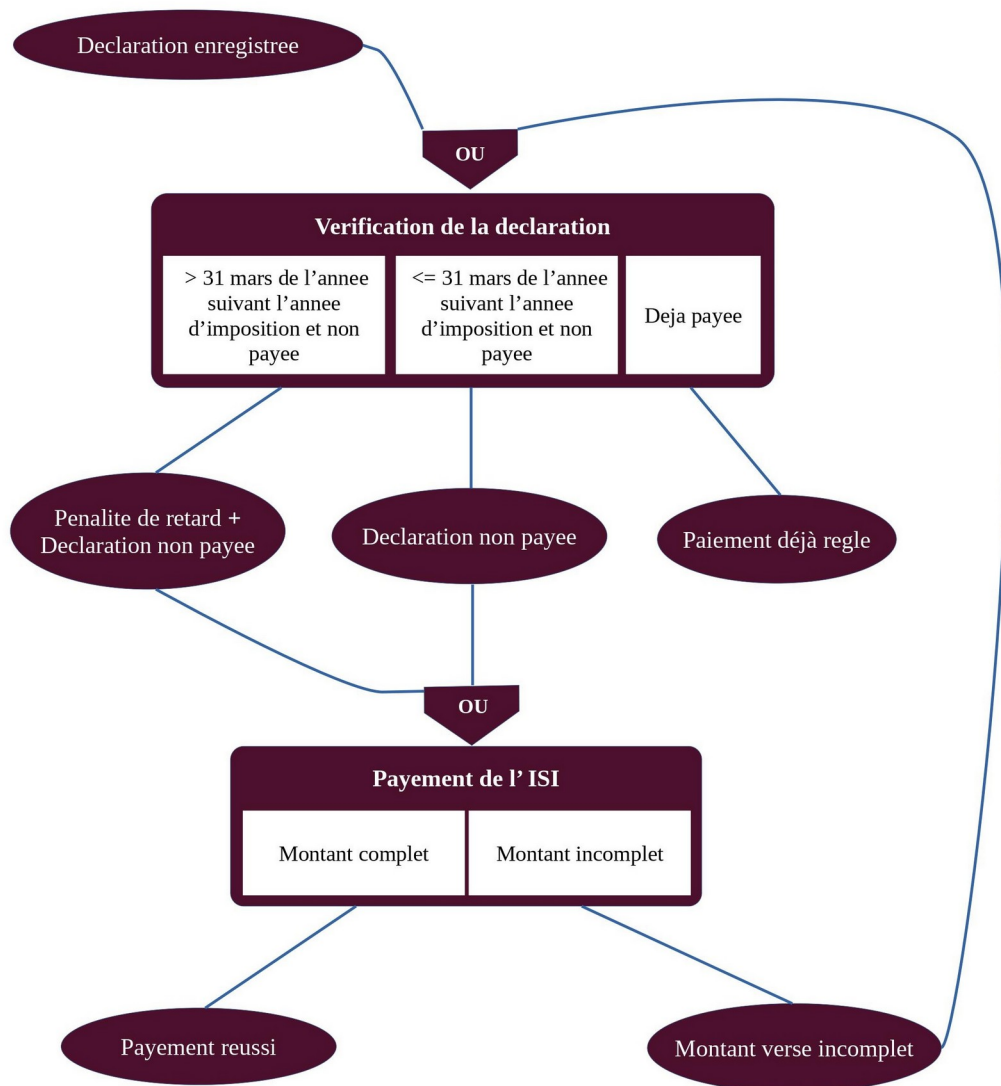 Declaration enregistree
OU
Verification de la declaration
> 31 mars de l’annee
suivant l’annee
d’imposition et non
payee
<= 31 mars de l’annee
suivant l’annee
d’imposition et non
payee
Deja payee
Penalite de retard +
Declaration non payee
Declaration non payee
Paiement déjà regle
OU
Payement de l’ ISI
Montant complet
Montant incomplet
Payement reussi
Montant verse incomplet